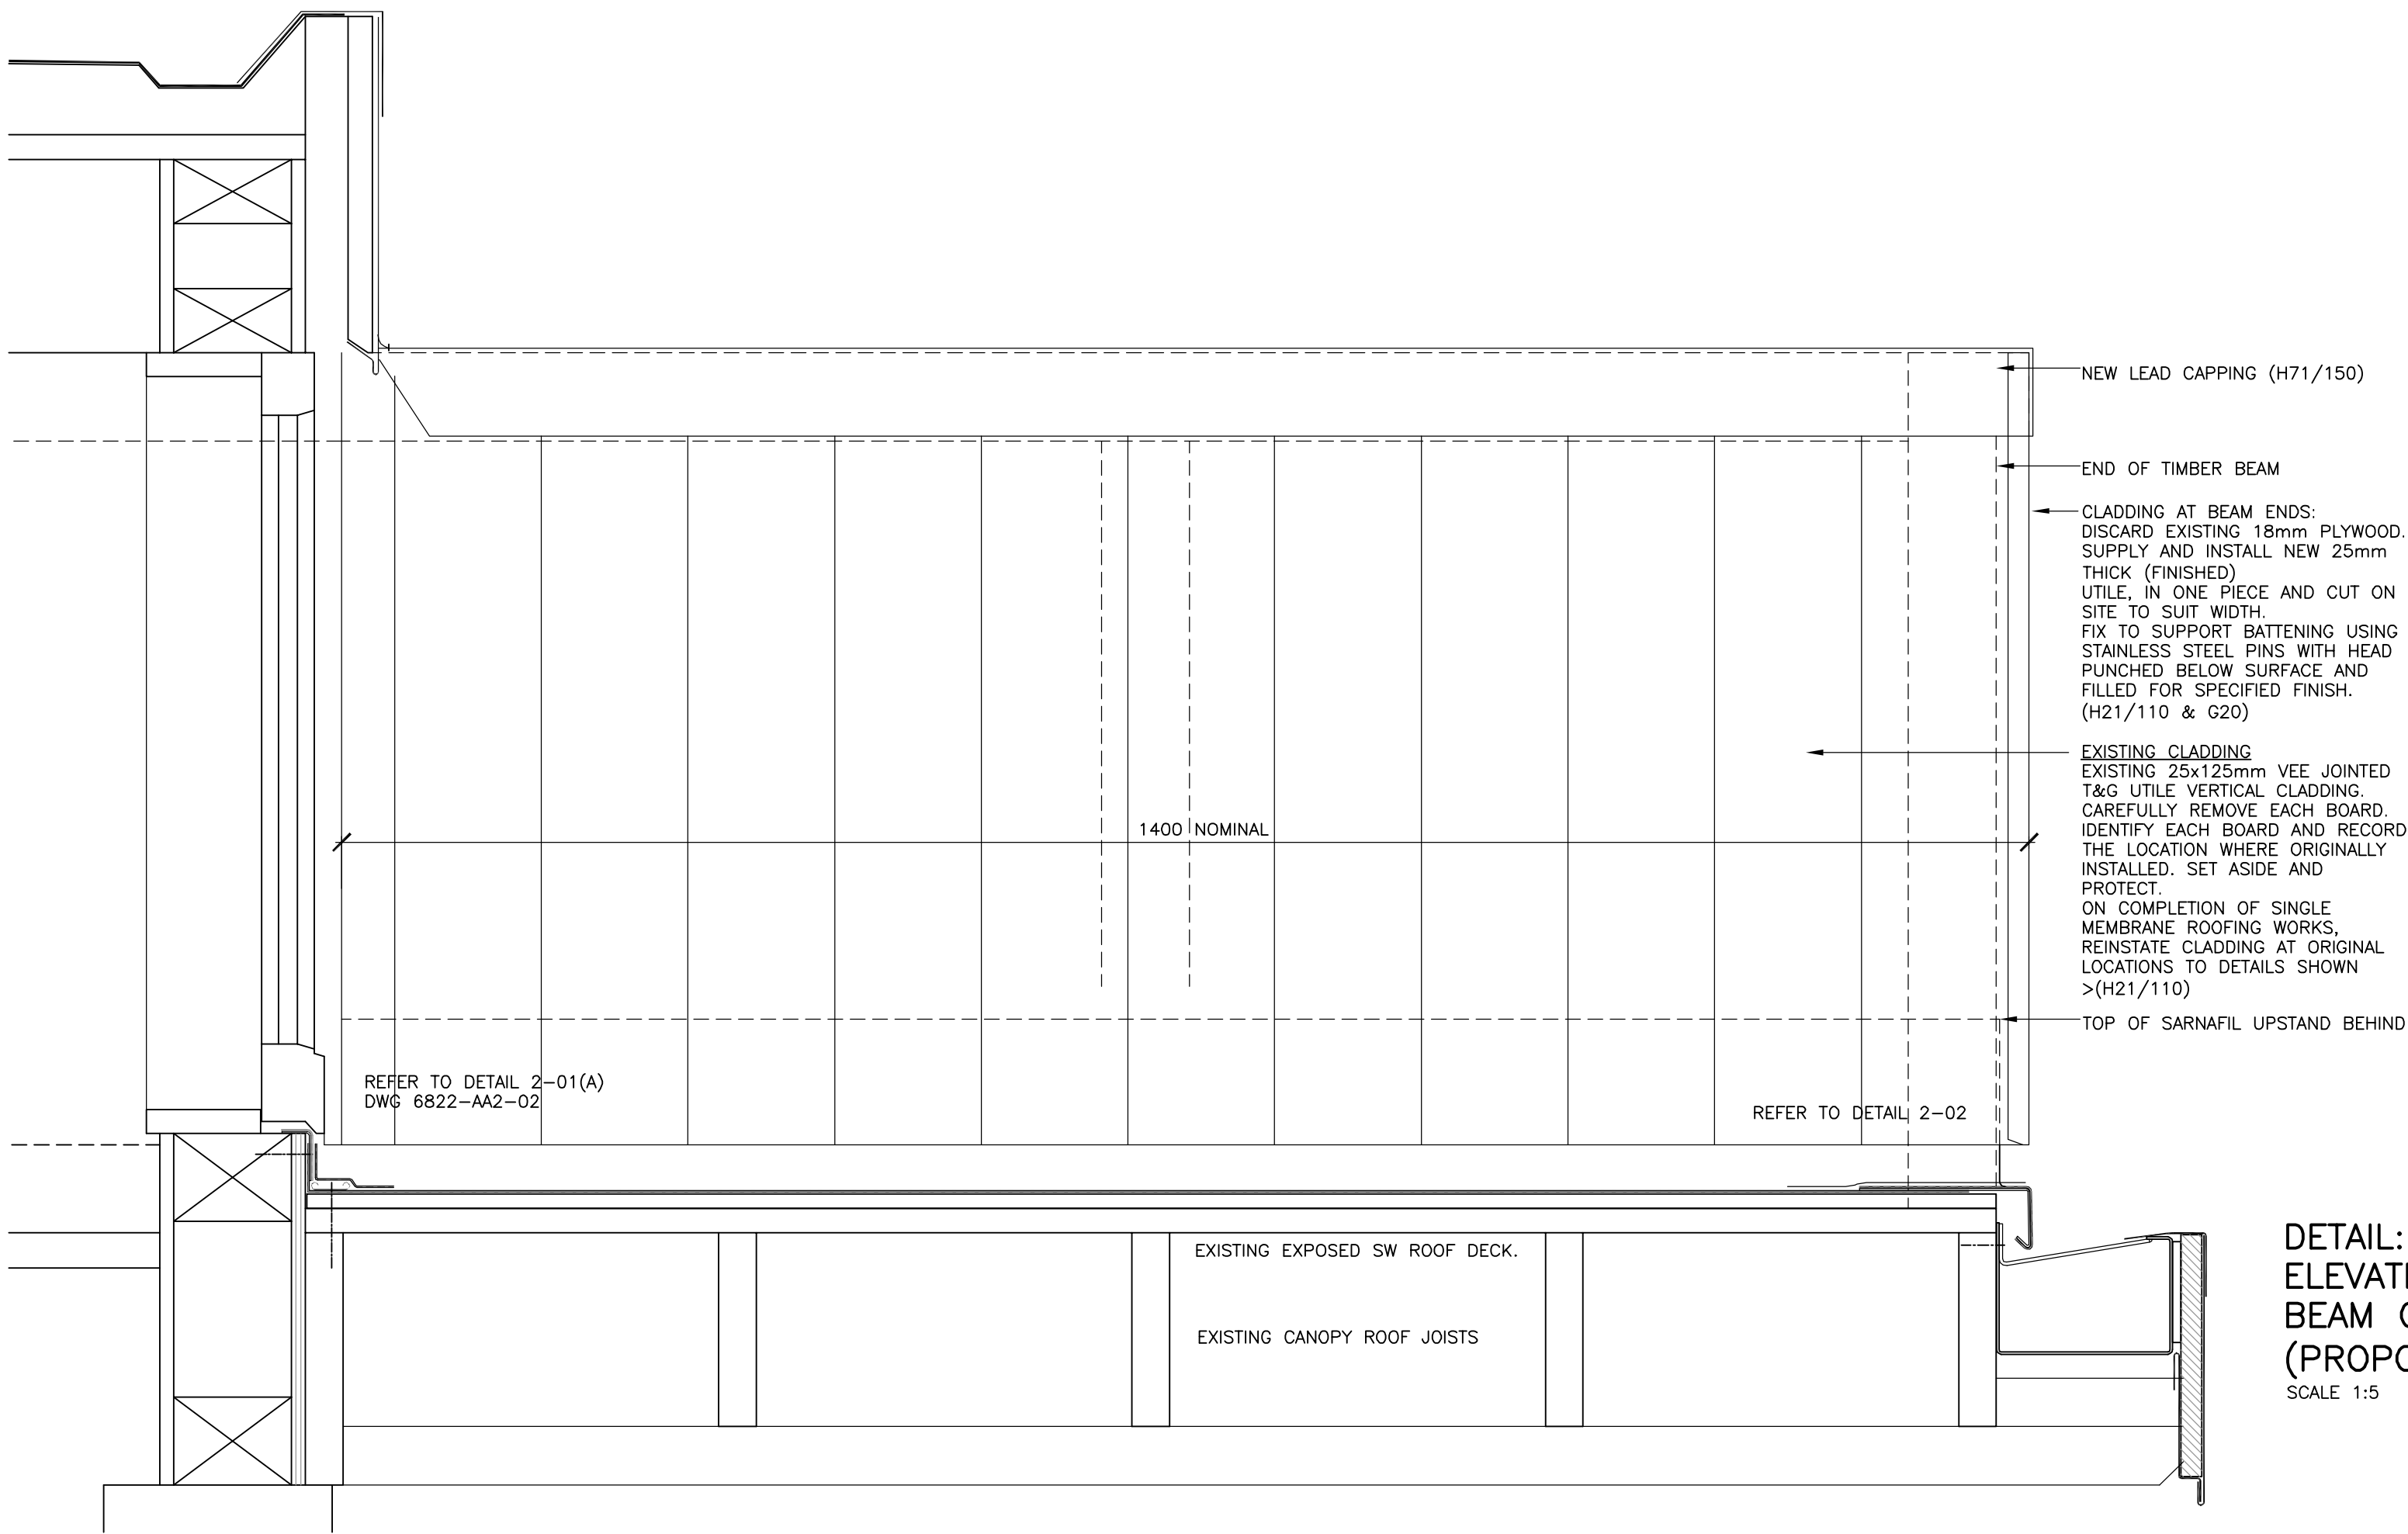 NEW LEAD CAPPING (H71/150)
END OF TIMBER BEAM
CLADDING AT BEAM ENDS:
DISCARD EXISTING 18mm PLYWOOD.
SUPPLY AND INSTALL NEW 25mm
THICK (FINISHED)
UTILE, IN ONE PIECE AND CUT ON
SITE TO SUIT WIDTH.
FIX TO SUPPORT BATTENING USING
STAINLESS STEEL PINS WITH HEAD
PUNCHED BELOW SURFACE AND
FILLED FOR SPECIFIED FINISH.
(H21/110 & G20)
EXISTING CLADDING
EXISTING 25x125mm VEE JOINTED
T&G UTILE VERTICAL CLADDING.
CAREFULLY REMOVE EACH BOARD.
IDENTIFY EACH BOARD AND RECORD
THE LOCATION WHERE ORIGINALLY
INSTALLED. SET ASIDE AND
PROTECT.
ON COMPLETION OF SINGLE
MEMBRANE ROOFING WORKS,
REINSTATE CLADDING AT ORIGINAL
LOCATIONS TO DETAILS SHOWN
>(H21/110)
TOP OF SARNAFIL UPSTAND BEHIND
1400 NOMINAL
REFER TO DETAIL 2-01(A)
DWG 6822-AA2-02
REFER TO DETAIL 2-02
EXISTING EXPOSED SW ROOF DECK.
EXISTING CANOPY ROOF JOISTS
DETAIL:
BEAM
SCALE 1:5